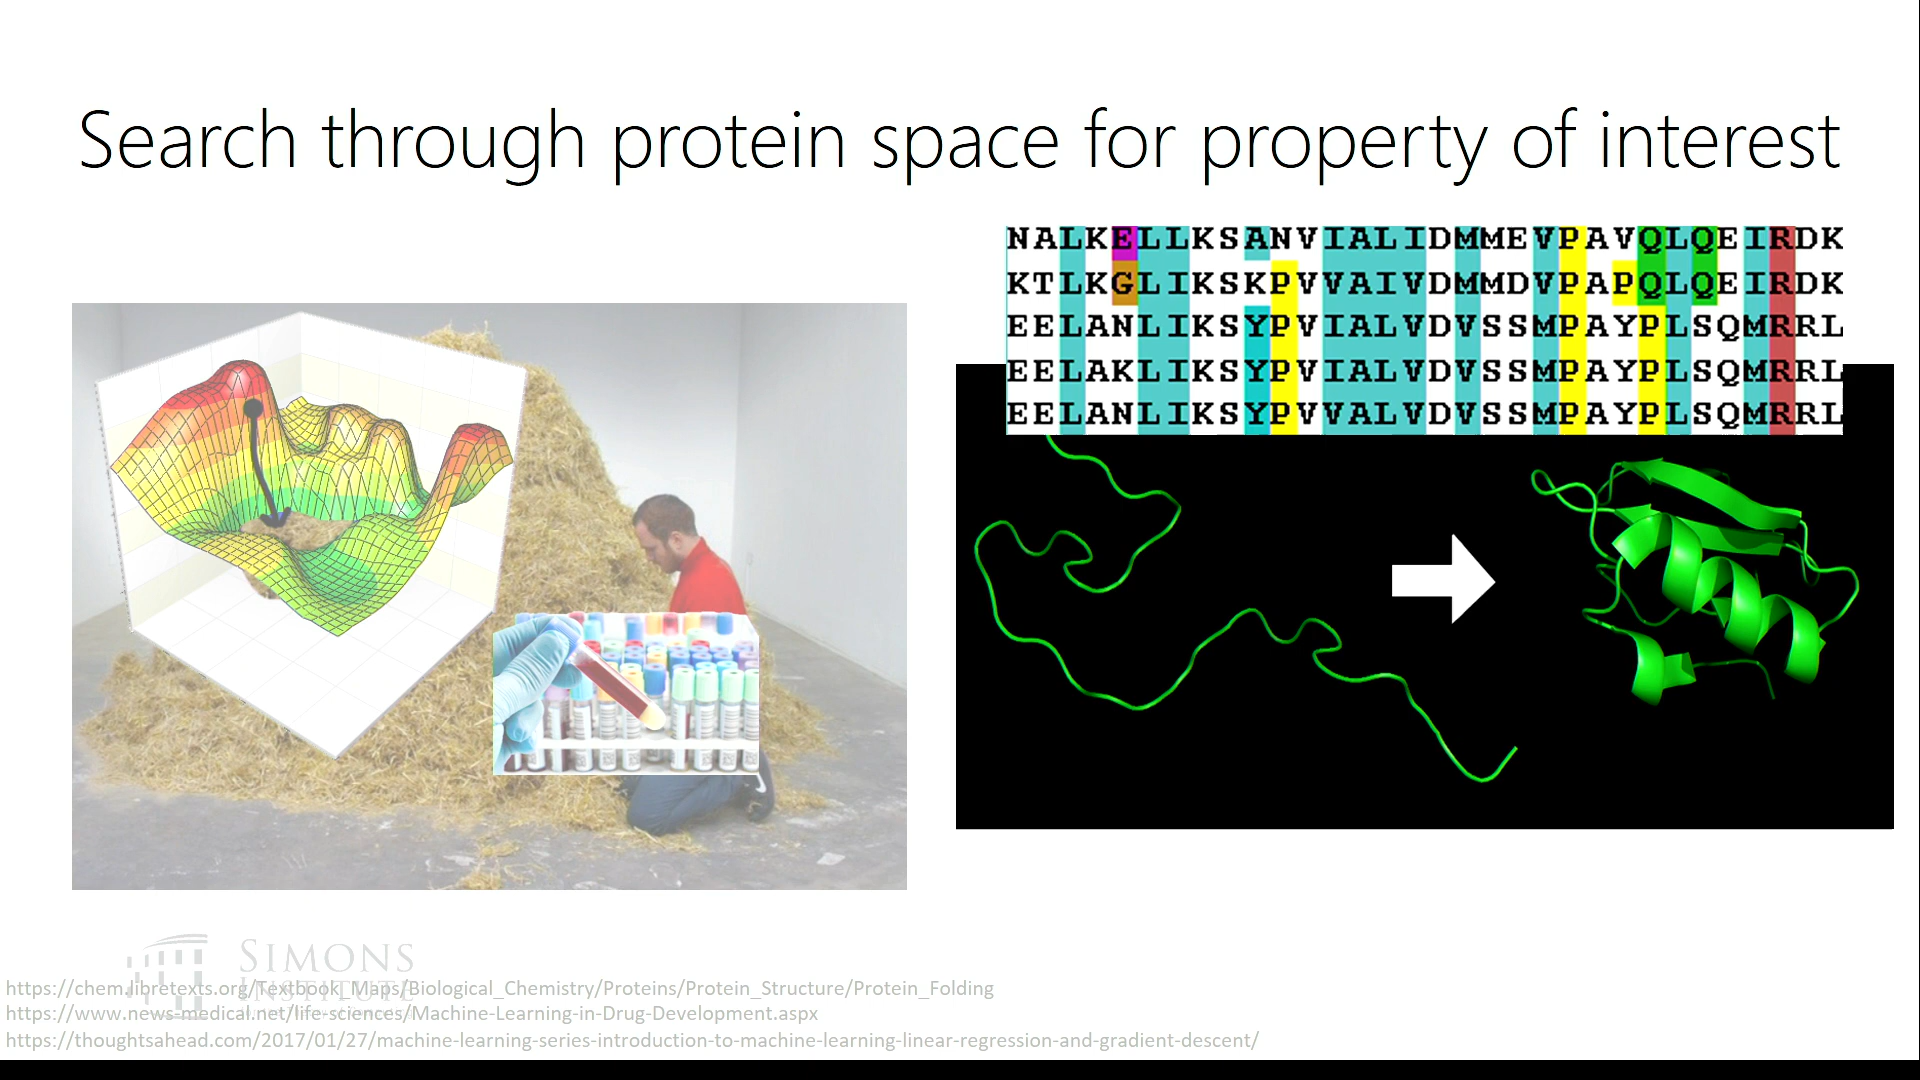 Search through protein space for property of interest
NALKELLKSANVIALIDMMEVPAVQLQEIRDK
KTLKGLIKSKPVVAIVDMMDVPAPQLQEIRDK
EELANLIKSYPVIALVDVSSMPAYPLSQMRRL
EELAKLIKSYPVIALVDVSSMPAYPLSQMRRL
EELANLIKSYPVVALVDVSSMPAYPLSQMRRL
SIMONS
INSTITUTE
https://chem.libretexts.org/Textbook_Maps/Biological_Chemistry/Proteins/Protein_Structure/Protein_Folding
https://www.news-medical.net/life-sciences/Machine-Learning-in-Drug-Development.aspx
https://thoughtsahead.com/2017/01/27/machine-learning-series-introduction-to-machine-learning-linear-regression-and-gradient-descent/